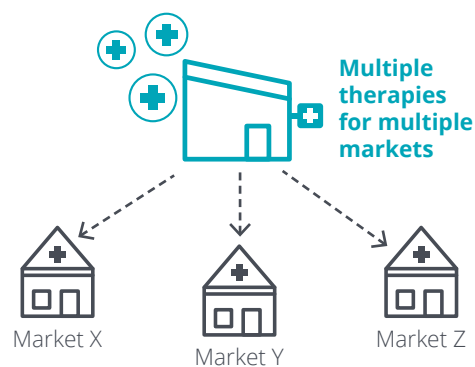 Multiple
therapies
for multiple
markets
Market X
Market Y
Market Z